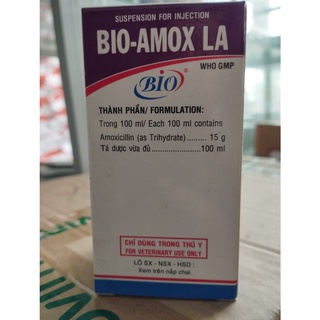 SUSPENSION FOR INJECTION
BIO-AMOX LA
WHO GMP
BIO®
THÀNH PHẦN/ FORMULATION:
Trong 100 ml/ Each 100 ml contains
Amoxicillin (as Trihydrate)......... 15 g
Tá dược vừa đủ.......................100 ml
CHỈ DÙNG TRONG THÚ Y
FOR VETERINARY USE ONLY
LÔ SX - NSX - HSD :
Xem trên nắp chai